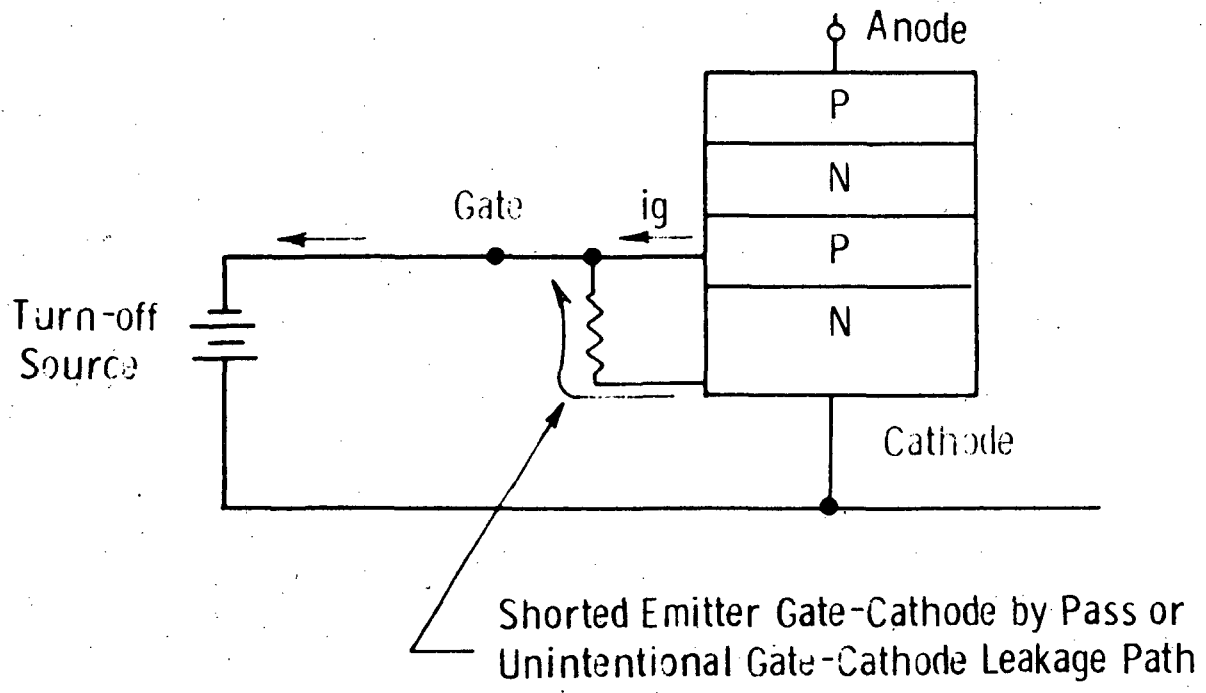 Anode
P
N
Gate
ig
P
Turn-off
Source
N
Cathode
Shorted Emitter Gate-Cathode by Pass or
Unintentional Gate-Cathode Leakage Path